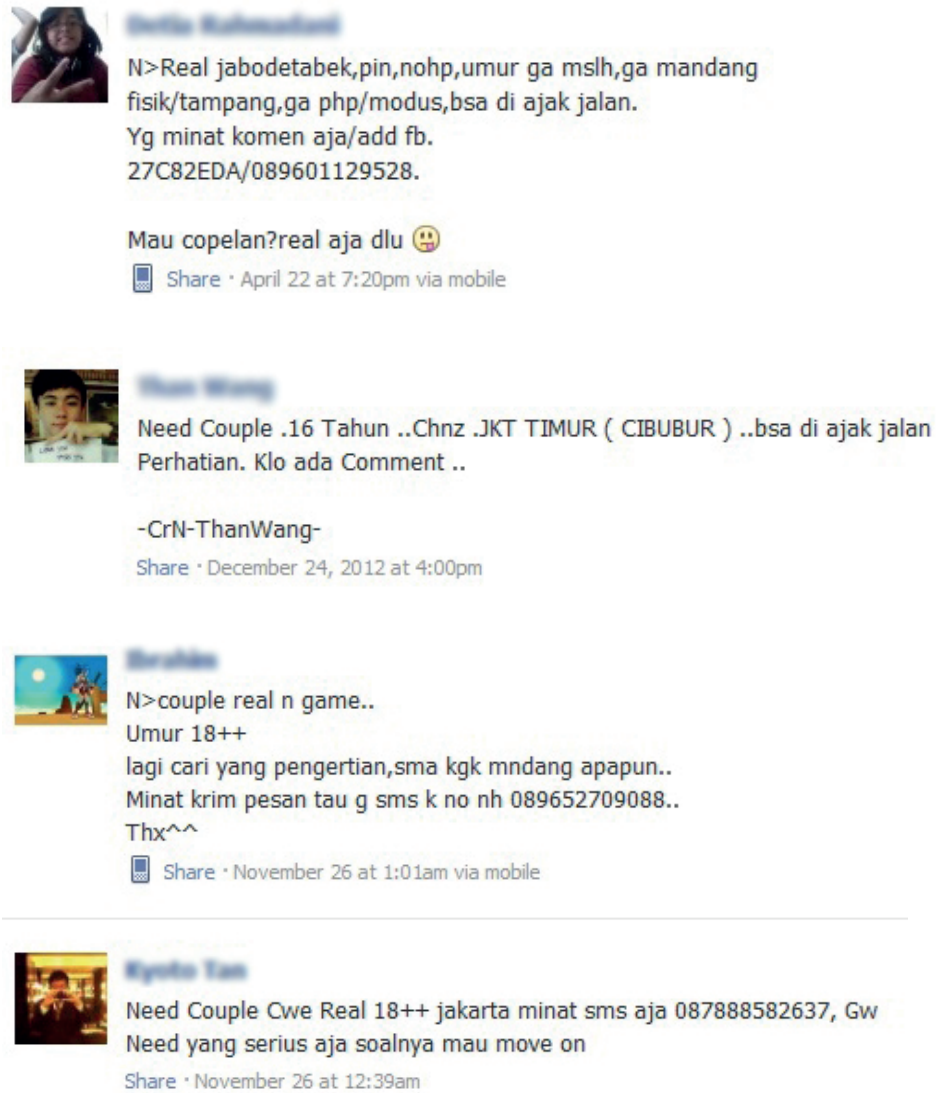 N>Real jabodetabek,pin,nohp,umur ga mslh,ga mandang
fisik/tampang,ga php/modus,bsa di ajak jalan.
Yg minat komen aja/add fb.
27C82EDA/089601129528.
Mau copelan?real aja dlu
Share · April 22 at 7:20pm via mobile
Need Couple .16 Tahun ..Chnz .JKT TIMUR ( CIBUBUR ) ..bsa di ajak jalan
Perhatian. Klo ada Comment ..
-CrN-ThanWang-
Share · December 24, 2012 at 4:00pm
N>couple real n game..
Umur 18++
lagi cari yang pengertian,sma kgk mndang apapun..
Minat krim pesan tau g sms k no nh 089652709088..
Thx^^
Share · November 26 at 1:01am via mobile
Need Couple Cwe Real 18++ jakarta minat sms aja 087888582637, Gw
Need yang serius aja soalnya mau move on
Share · November 26 at 12:39am